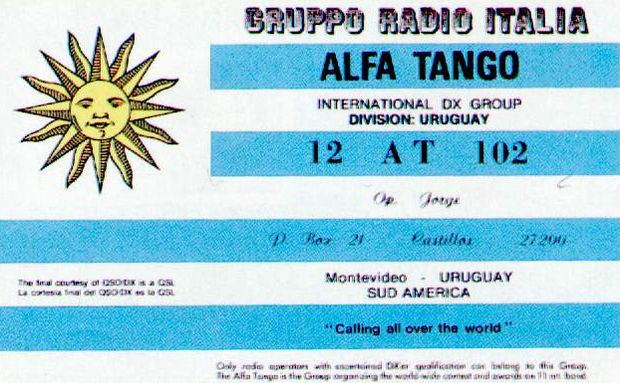 GRUPPO RADIO ITALIA
ALFA TANGO
INTERNATIONAL DX GROUP
DIVISION: URUGUAY
12 AT 102
Op. Jorge
P. Box 21 Castillos 27200
The final courtesy of QSO/DX is a QSL
La cortesia final del QSO/DX es la QSL
Montevideo - URUGUAY
SUD AMERICA
"Calling all over the world"
Only radio operators with ascertained DXer qualification can belong to this Group.
The Alfa Tango is the Group organizing the world-wide contest and awards on 11 mt. band